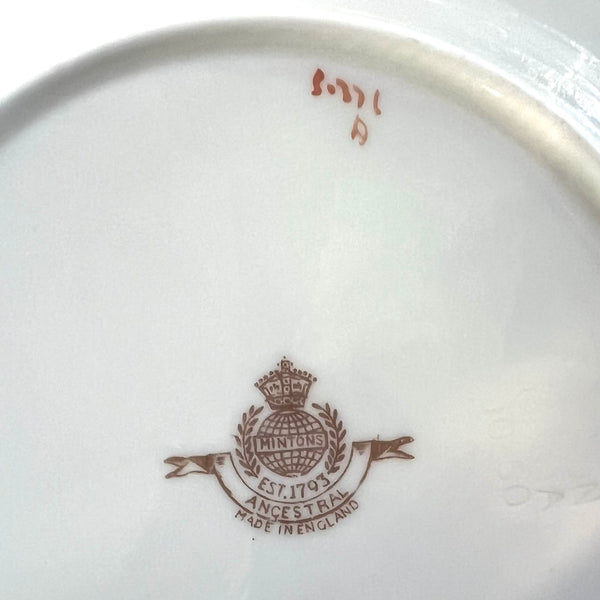 A
MINTONS
EST. 1793
ANCESTRAL
MADE IN ENGLAND